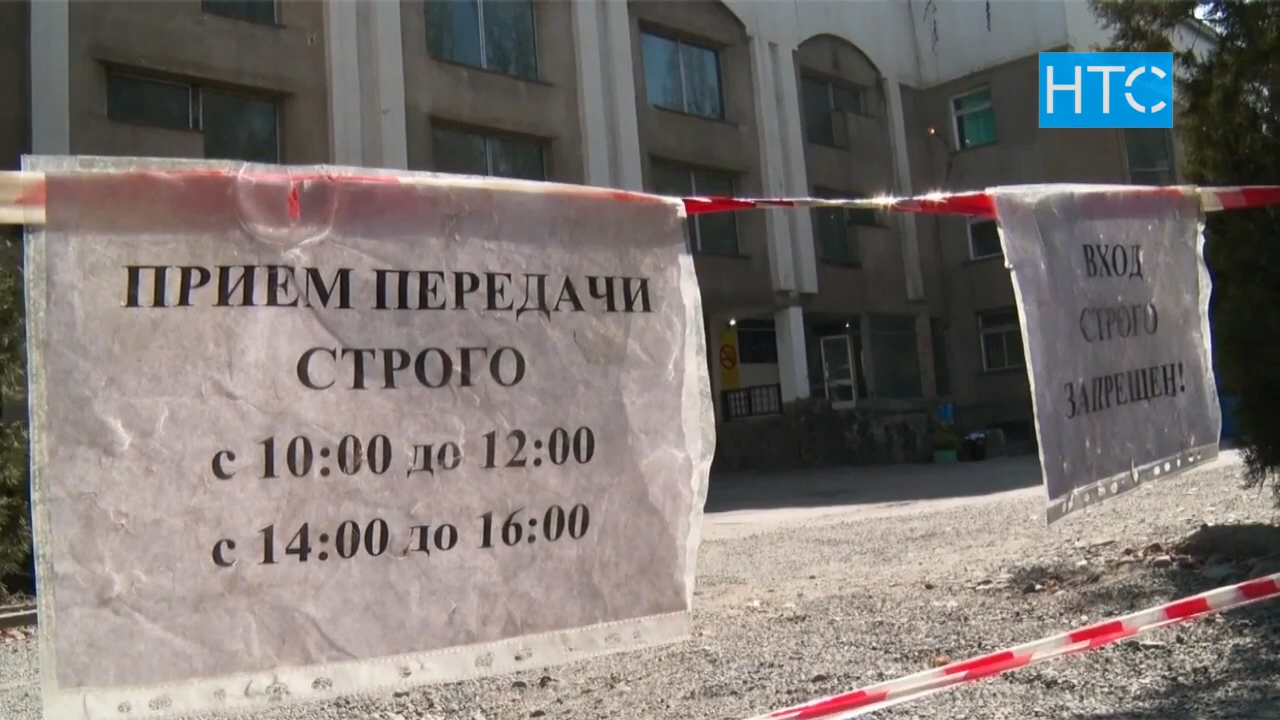 НТС
ПРИЕМ ПЕРЕДАЧИ
СТРОГО
с 10:00 до 12:00
с 14:00 до 16:00
ВХОД
СТРОГО
ЗАПРЕЩЕН!